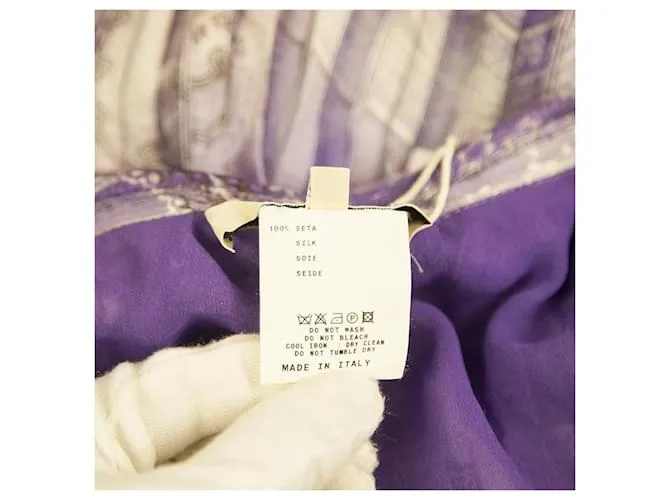 100% SETA
SILK
SOIE
SEIDE
P
DO NOT WASH
DO NOT BLEACH
COOL IRON : DRY CLEAN
DO NOT TUMBLE DRY
MADE IN ITALY